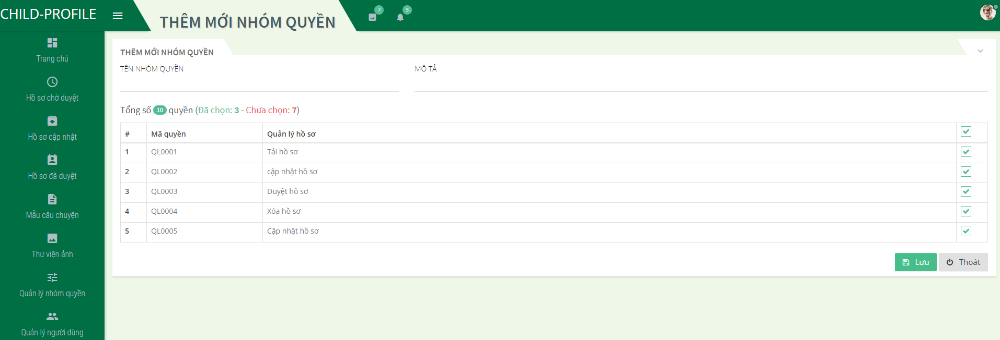 CHILD-PROFILE
THÊM MỚI NHÓM QUYỀN
7
3
Trang chủ
Hồ sơ chờ duyệt
Hồ sơ cập nhật
Hồ sơ đã duyệt
Mẫu câu chuyện
Thư viện ảnh
Quản lý nhóm quyền
Quản lý người dùng
THÊM MỚI NHÓM QUYỀN
TÊN NHÓM QUYỀN
MÔ TẢ
Tổng số 10 quyền (Đã chọn: 3 - Chưa chọn: 7)
# Mã quyền Quản lý hồ sơ
1 QL0001 Tải hồ sơ
2 QL0002 cập nhật hồ sơ
3 QL0003 Duyệt hồ sơ
4 QL0004 Xóa hồ sơ
5 QL0005 Cập nhật hồ sơ
Lưu
Thoát